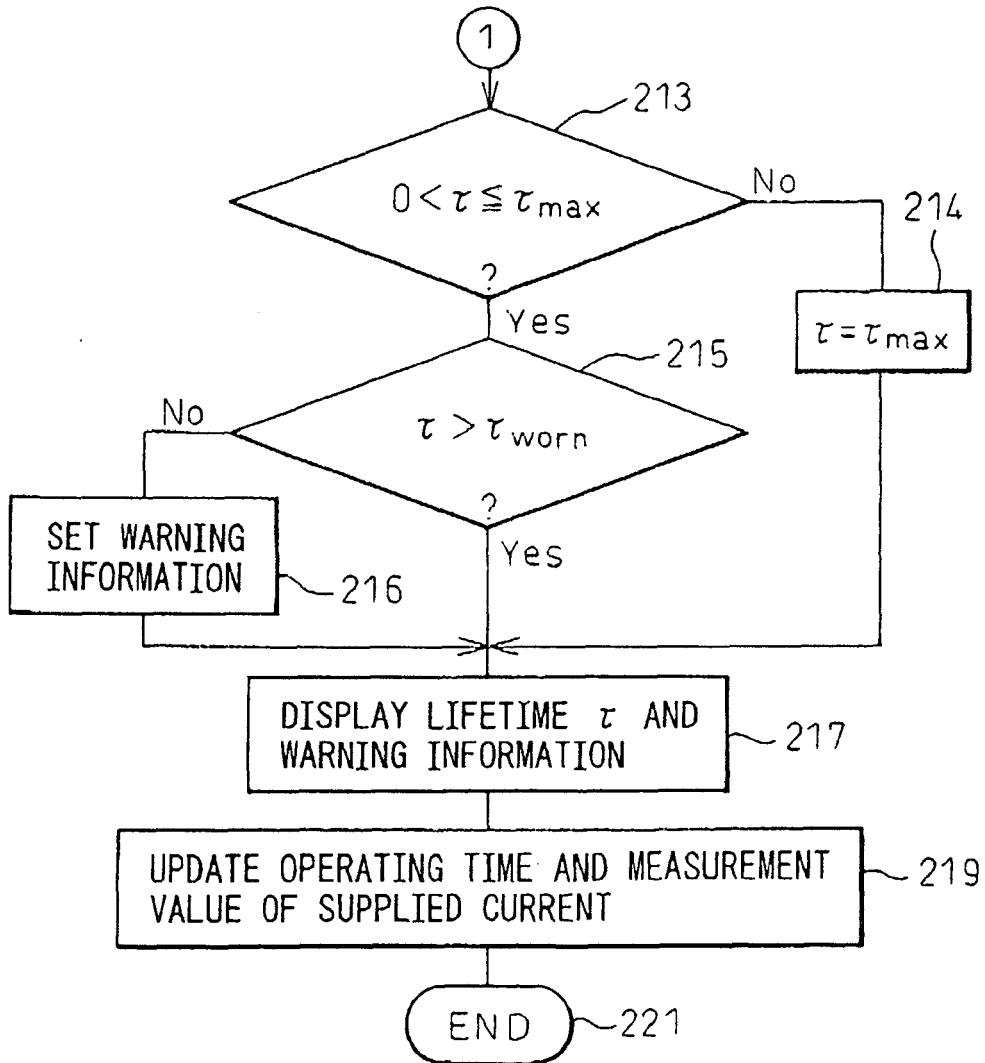 1
213
0 < τ ≦ τmax
?
No
214
τ = τmax
Yes
215
τ > τworn
?
No
Yes
SET WARNING
INFORMATION
216
DISPLAY LIFETIME τ AND
WARNING INFORMATION
217
UPDATE OPERATING TIME AND MEASUREMENT
VALUE OF SUPPLIED CURRENT
219
END
221